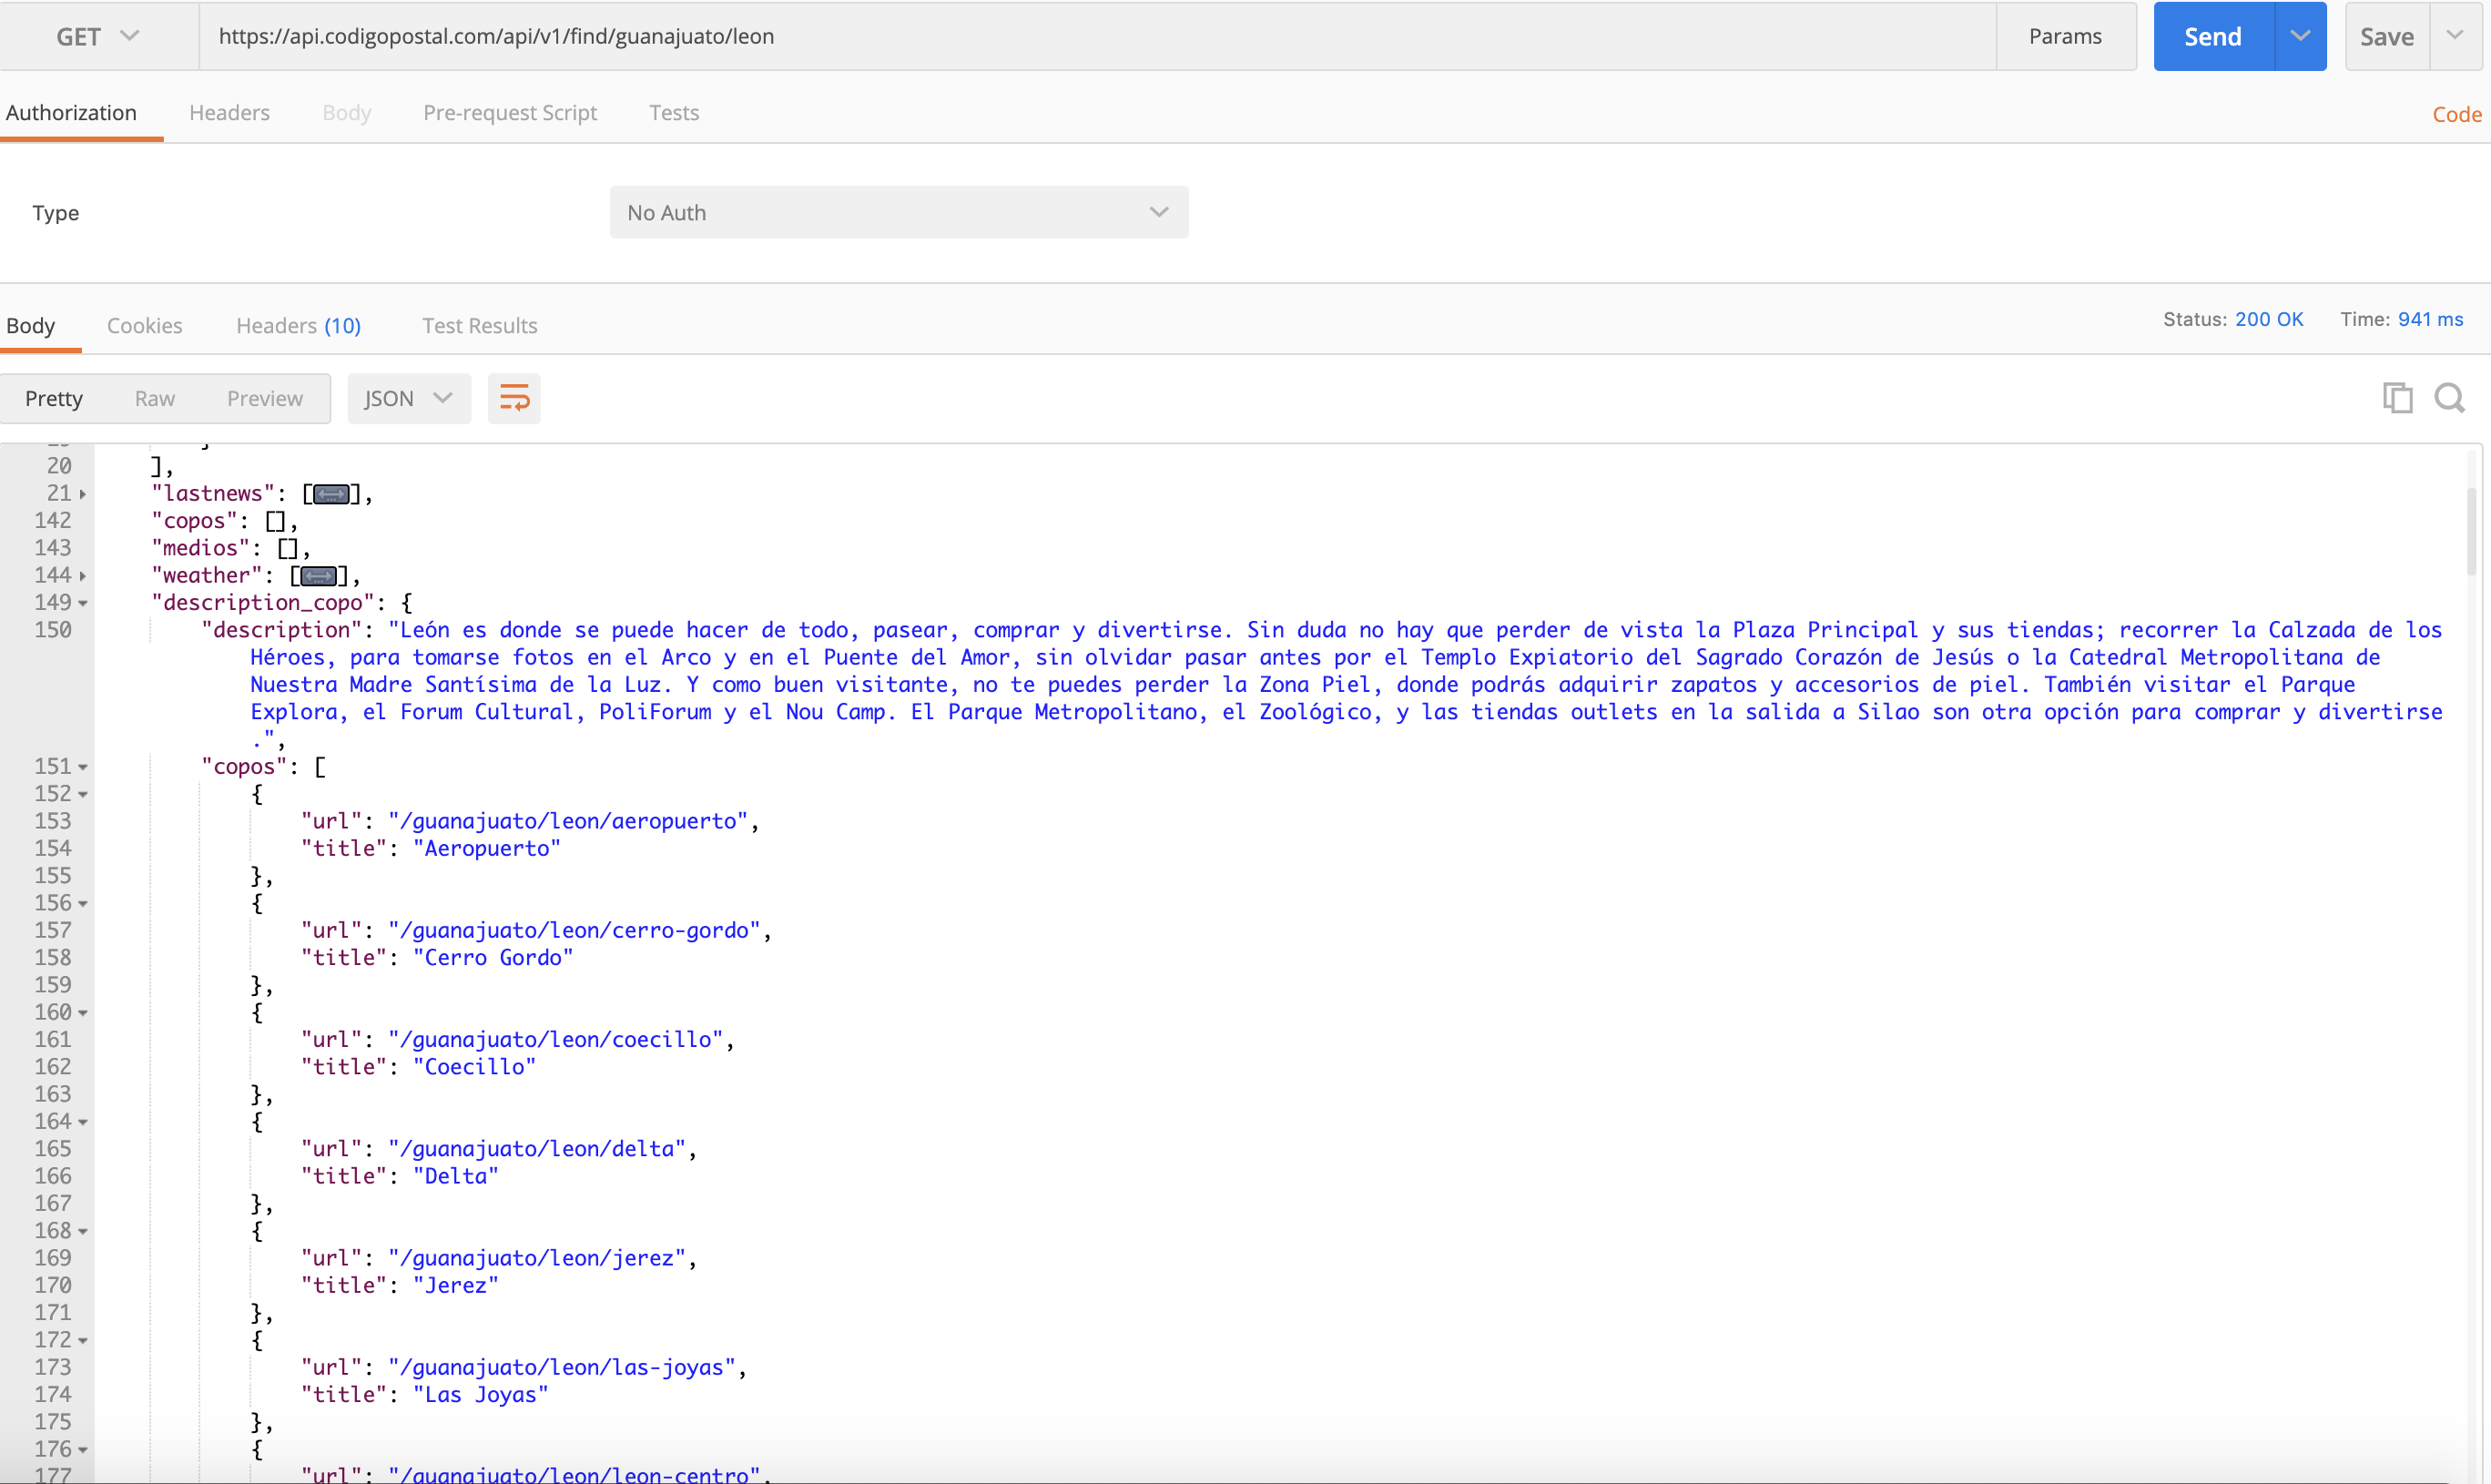 GET https://api.codigopostal.com/api/v1/find/guanajuato/leon Params Send Save
Authorization Headers Body Pre-request Script Tests Code
Type No Auth
Body Cookies Headers (10) Test Results Status: 200 OK Time: 941 ms
Pretty Raw Preview JSON
20 ],
21 "lastnews": [],
142 "copos": [],
143 "medios": [],
144 "weather": [],
149 "description_copo": {
150 "description": "León es donde se puede hacer de todo, pasear, comprar y divertirse. Sin duda no hay que perder de vista la Plaza Principal y sus tiendas; recorrer la Calzada de los
Héroes, para tomarse fotos en el Arco y en el Puente del Amor, sin olvidar pasar antes por el Templo Expiatorio del Sagrado Corazón de Jesús o la Catedral Metropolitana de
Nuestra Madre Santísima de la Luz. Y como buen visitante, no te puedes perder la Zona Piel, donde podrás adquirir zapatos y accesorios de piel. También visitar el Parque
Explora, el Forum Cultural, PoliForum y el Nou Camp. El Parque Metropolitano, el Zoológico, y las tiendas outlets en la salida a Silao son otra opción para comprar y divertirse
.",
151 "copos": [
152 {
153 "url": "/guanajuato/leon/aeropuerto",
154 "title": "Aeropuerto"
155 },
156 {
157 "url": "/guanajuato/leon/cerro-gordo",
158 "title": "Cerro Gordo"
159 },
160 {
161 "url": "/guanajuato/leon/coecillo",
162 "title": "Coecillo"
163 },
164 {
165 "url": "/guanajuato/leon/delta",
166 "title": "Delta"
167 },
168 {
169 "url": "/guanajuato/leon/jerez",
170 "title": "Jerez"
171 },
172 {
173 "url": "/guanajuato/leon/las-joyas",
174 "title": "Las Joyas"
175 },
176 {
177 "url": "/guanajuato/leon/leon-centro",